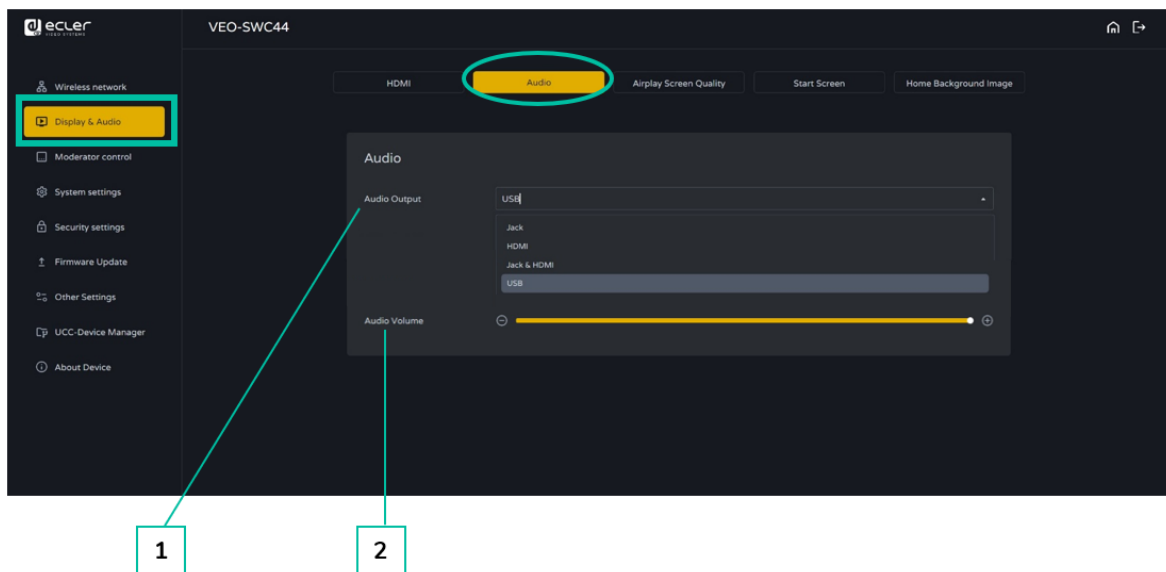 ecler
VIDEO SYSTEMS
VEO-SWC44
Wireless network
Display & Audio
Moderator control
System settings
Security settings
Firmware Update
Other Settings
UCC-Device Manager
About Device
HDMI
Audio
Airplay Screen Quality
Start Screen
Home Background Image
Audio
Audio Output
USB
Jack
HDMI
Jack & HDMI
USB
Audio Volume
1
2